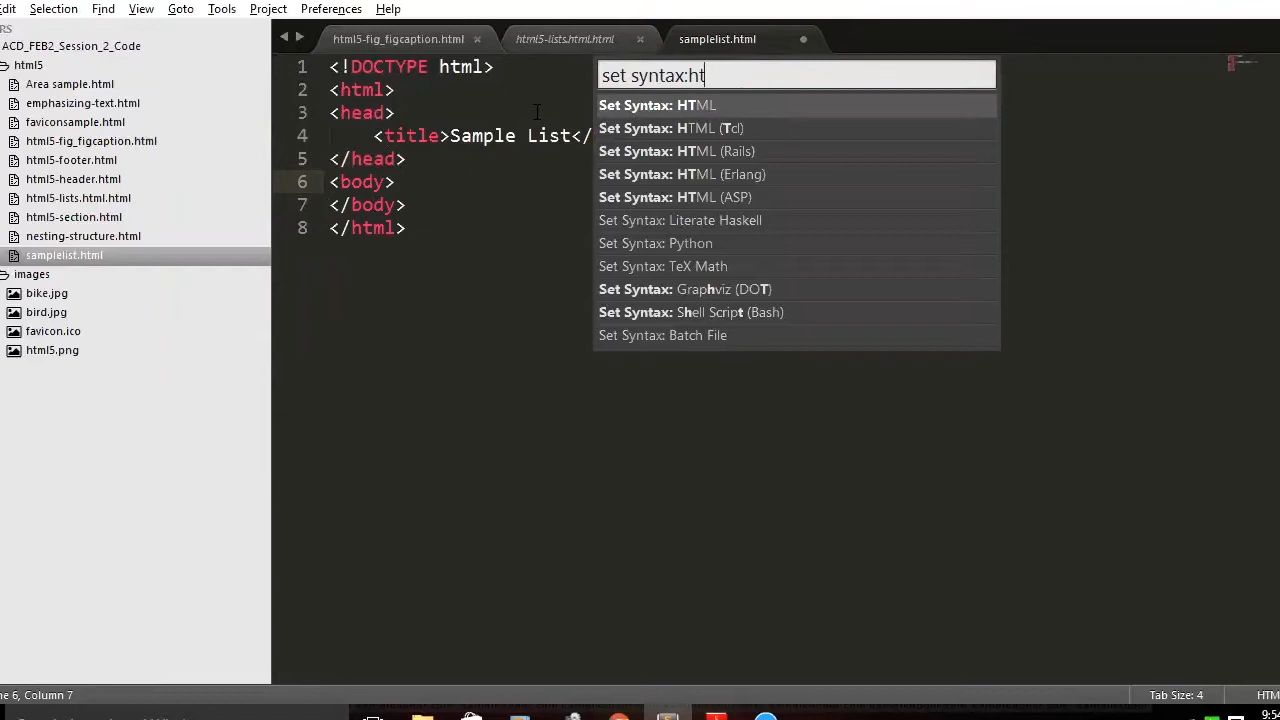 Edit Selection Find View Goto Tools Project Preferences Help
RS
ACD_FEB2_Session_2_Code
html5
Area sample.html
emphasizing-text.html
faviconsample.html
html5-fig_figcaption.html
html5-footer.html
html5-header.html
html5-lists.html.html
html5-section.html
nesting-structure.html
samplelist.html
images
bike.jpg
bird.jpg
favicon.ico
html5.png
html5-fig_figcaption.html × html5-lists.html.html × samplelist.html
1 <!DOCTYPE html>
2 <html>
3 <head>
4 <title>Sample List</
5 </head>
6 <body>
7 </body>
8 </html>
set syntax:ht
Set Syntax: HTML
Set Syntax: HTML (Tcl)
Set Syntax: HTML (Rails)
Set Syntax: HTML (Erlang)
Set Syntax: HTML (ASP)
Set Syntax: Literate Haskell
Set Syntax: Python
Set Syntax: TeX Math
Set Syntax: Graphviz (DOT)
Set Syntax: Shell Script (Bash)
Set Syntax: Batch File
ne 6, Column 7 Tab Size: 4 HTM
9:54